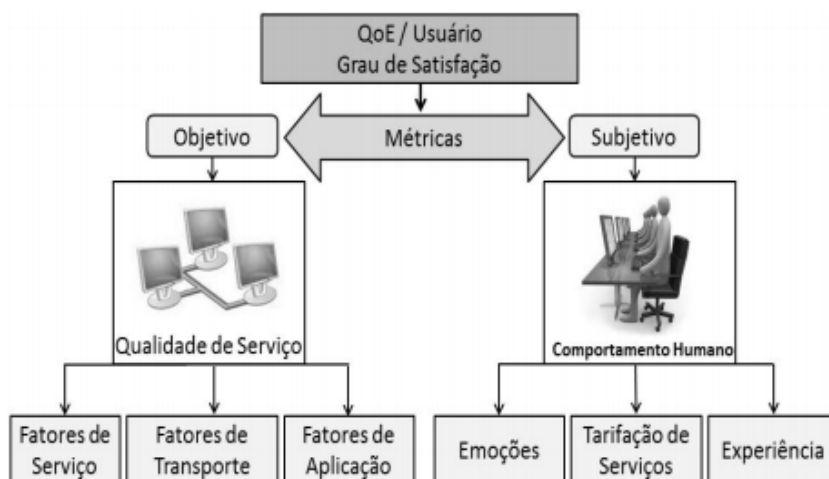 QoE / Usuário
Grau de Satisfação
Objetivo
Métricas
Subjetivo
Qualidade de Serviço
Comportamento Humano
Fatores de
Serviço
Fatores de
Transporte
Fatores de
Aplicação
Emoções
Tarifação de
Serviços
Experiência